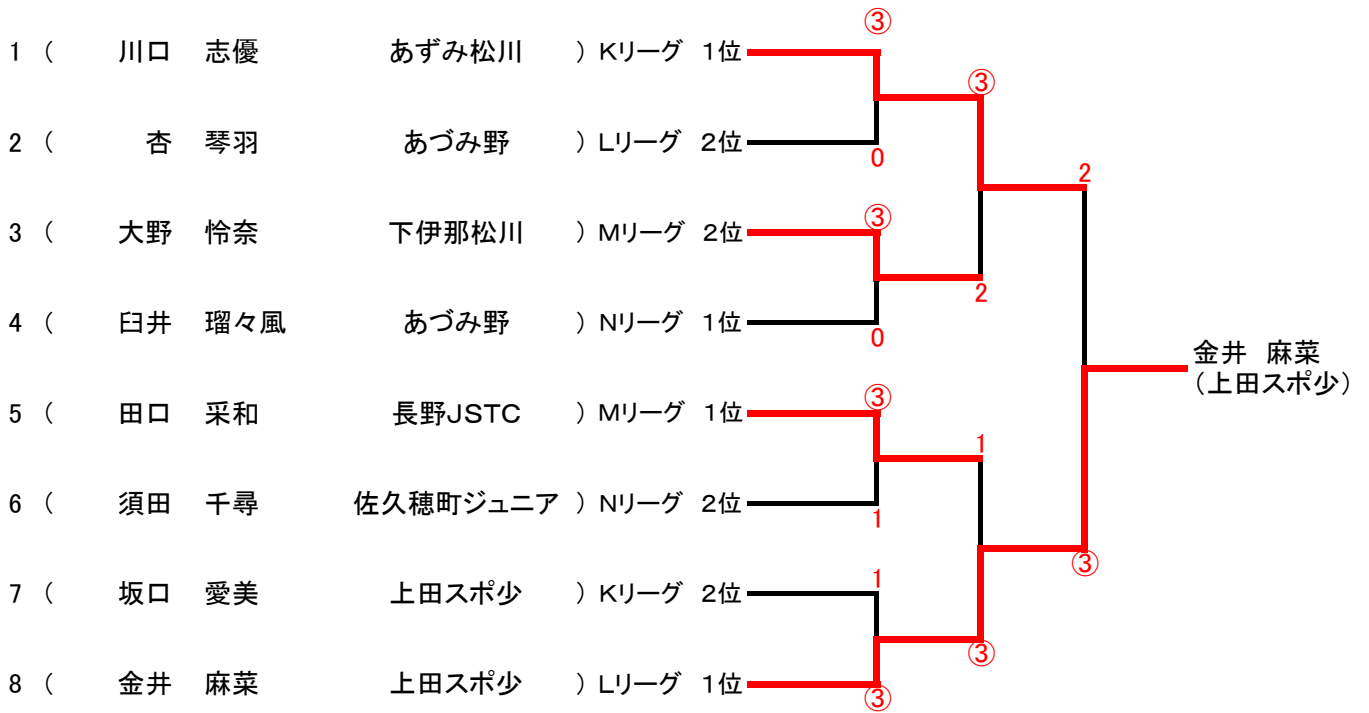 ③
1 ( 川口 志優 あずみ松川 ) Kリーグ 1位
③
2 ( 杏 琴羽 あづみ野 ) Lリーグ 2位
0
2
3 ( 大野 怜奈 下伊那松川 ) Mリーグ 2位
③
2
4 ( 臼井 瑠々風 あづみ野 ) Nリーグ 1位
0
金井 麻菜
(上田スポ少)
5 ( 田口 采和 長野JSTC ) Mリーグ 1位
③
1
6 ( 須田 千尋 佐久穂町ジュニア ) Nリーグ 2位
1
③
7 ( 坂口 愛美 上田スポ少 ) Kリーグ 2位
1
③
8 ( 金井 麻菜 上田スポ少 ) Lリーグ 1位
③